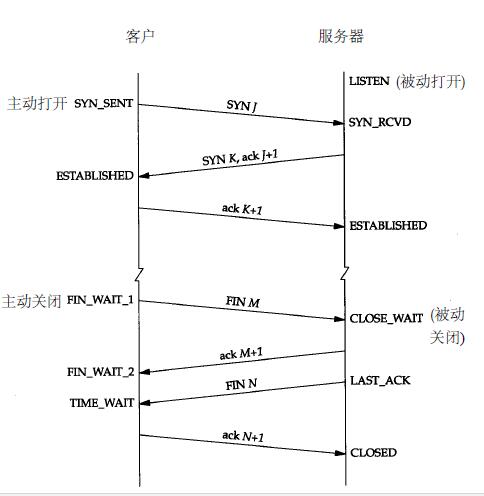 客户 服务器
LISTEN (被动打开)
主动打开 SYN_SENT SYN J
SYN_RCVD
SYN K, ack J+1
ESTABLISHED
ack K+1
ESTABLISHED
主动关闭 FIN_WAIT_1 FIN M
CLOSE_WAIT (被动
关闭)
ack M+1
FIN_WAIT_2
FIN N LAST_ACK
TIME_WAIT
ack N+1
CLOSED